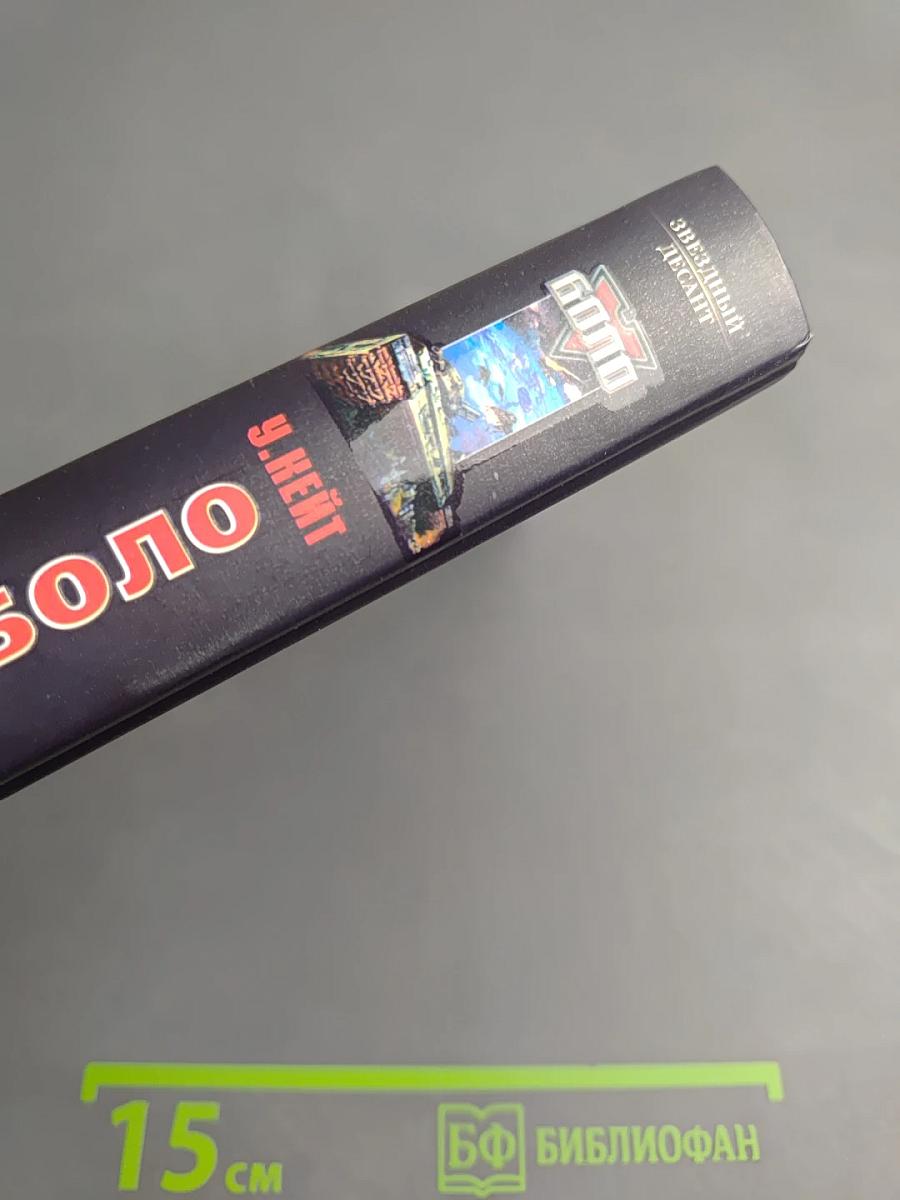 ЗВЕЗДНЫЙ
ДЕСАНТ
БОЛО
У.КЕЙТ
БОЛО
15 см
БФ БИБЛИОФАН